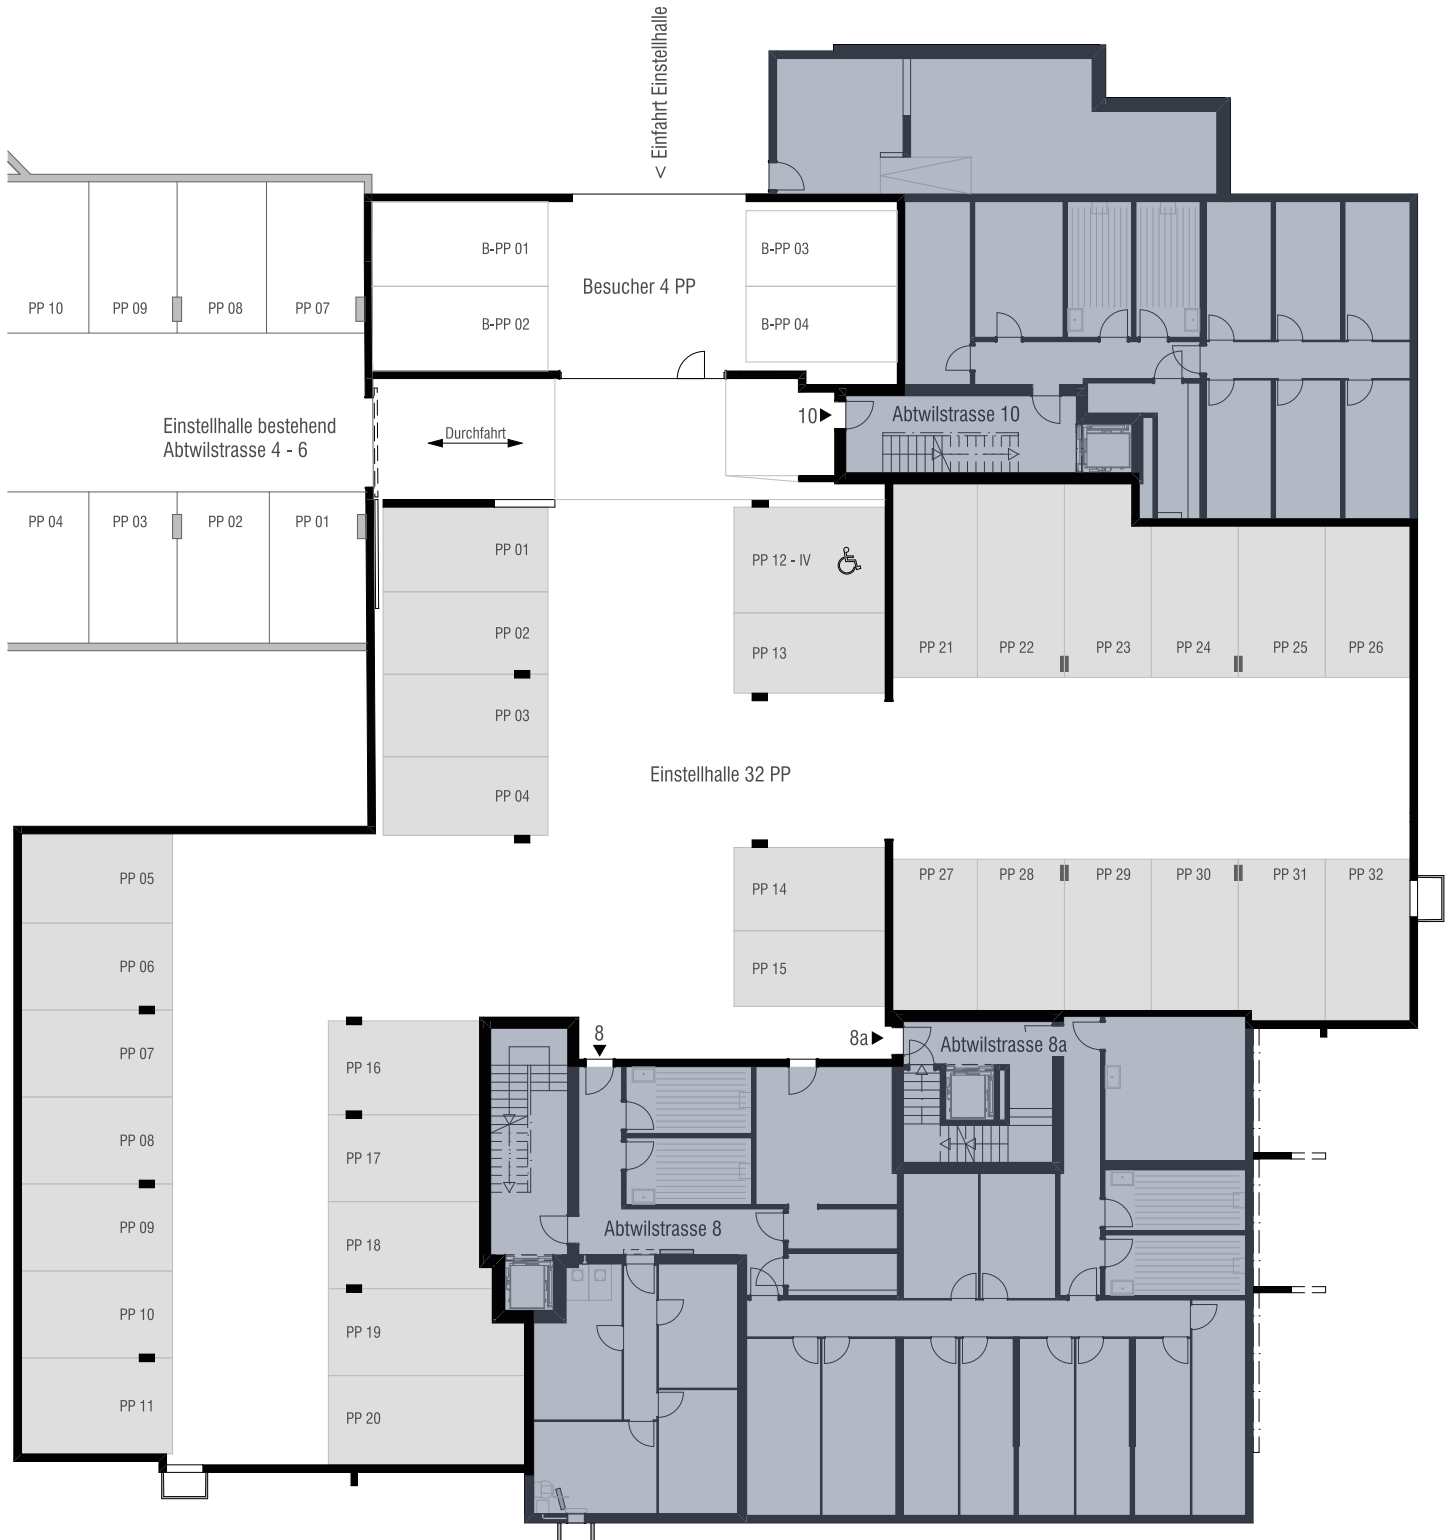 < Einfahrt Einstellhalle
B-PP 01
B-PP 03
Besucher 4 PP
B-PP 02
B-PP 04
PP 10
PP 09
PP 08
PP 07
Einstellhalle bestehend
Abtwilstrasse 4 - 6
Durchfahrt
10
Abtwilstrasse 10
PP 04
PP 03
PP 02
PP 01
PP 01
PP 02
PP 03
PP 04
PP 12 - IV
PP 13
PP 21
PP 22
PP 23
PP 24
PP 25
PP 26
Einstellhalle 32 PP
PP 14
PP 15
PP 27
PP 28
PP 29
PP 30
PP 31
PP 32
PP 05
PP 06
PP 07
PP 08
PP 09
PP 10
PP 11
PP 16
PP 17
PP 18
PP 19
PP 20
8
8a
Abtwilstrasse 8a
Abtwilstrasse 8